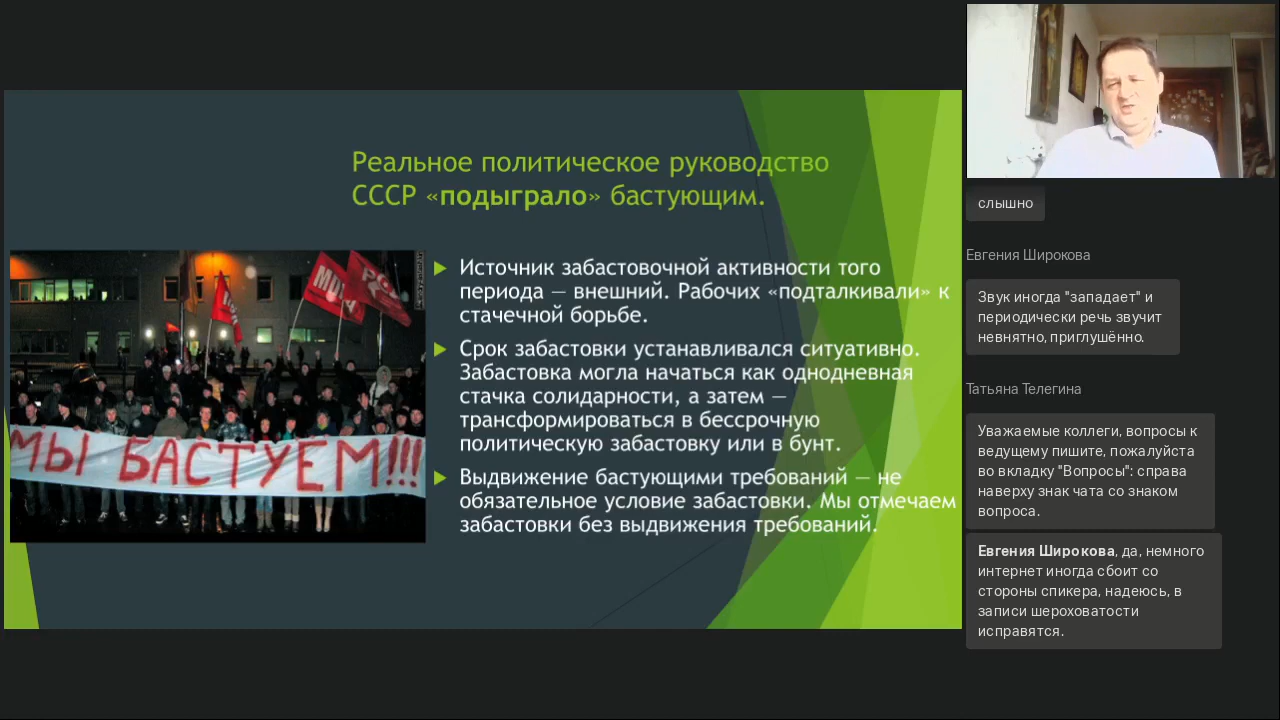 Реальное политическое руководство
СССР «подыграло» бастующим.
МОЛ
РОК
МЫ БАСТУЕМ!!!
Источник забастовочной активности того
периода — внешний. Рабочих «подталкивали» к
стачечной борьбе.
Срок забастовки устанавливался ситуативно.
Забастовка могла начаться как однодневная
стачка солидарности, а затем —
трансформироваться в бессрочную
политическую забастовку или в бунт.
Выдвижение бастующими требований — не
обязательное условие забастовки. Мы отмечаем
забастовки без выдвижения требований.
слышно
Евгения Широкова
Звук иногда "западает" и
периодически речь звучит
невнятно, приглушённо.
Татьяна Телегина
Уважаемые коллеги, вопросы к
ведущему пишите, пожалуйста
во вкладку "Вопросы": справа
наверху знак чата со знаком
вопроса.
Евгения Широкова, да, немного
интернет иногда сбоит со
стороны спикера, надеюсь, в
записи шероховатости
исправятся.